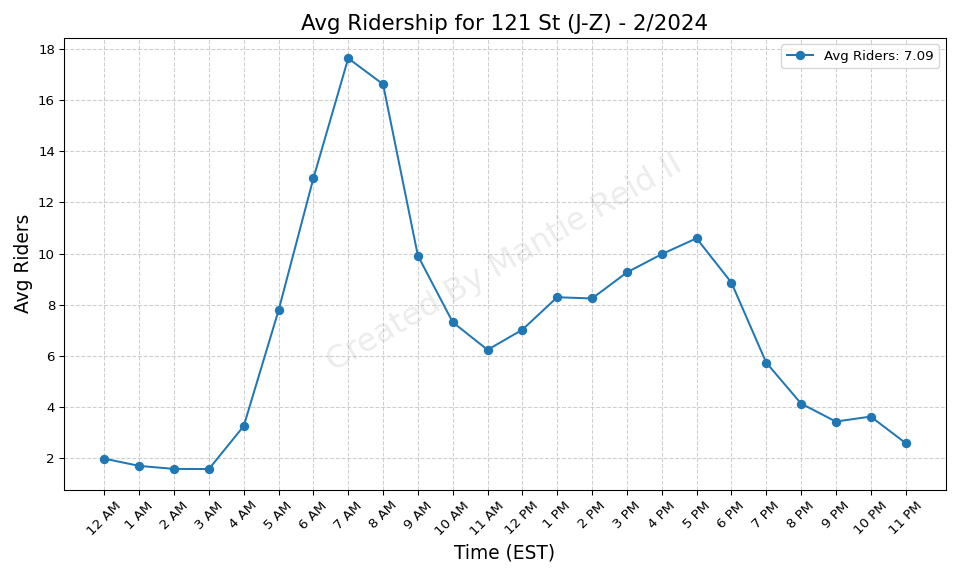 Avg Ridership for 121 St (J-Z) - 2/2024
Avg Riders: 7.09
18
16
14
12
10
8
6
4
2
Avg Riders
Created By Mantie Reid II
12 AM
1 AM
2 AM
3 AM
4 AM
5 AM
6 AM
7 AM
8 AM
9 AM
10 AM
11 AM
12 PM
1 PM
2 PM
3 PM
4 PM
5 PM
6 PM
7 PM
8 PM
9 PM
10 PM
11 PM
Time (EST)